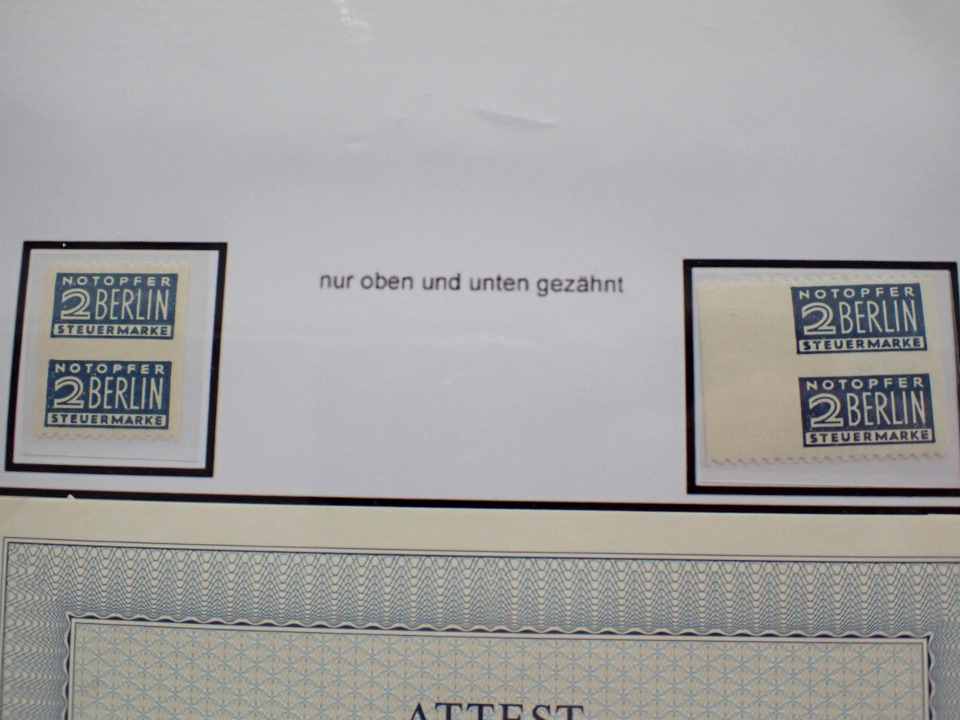 NOTOPFER
2 BERLIN
STEUERMARKE
NOTOPFER
2 BERLIN
STEUERMARKE
nur oben und unten gezähnt
NOTOPFER
2 BERLIN
STEUERMARKE
NOTOPFER
2 BERLIN
STEUERMARKE
ATTEST